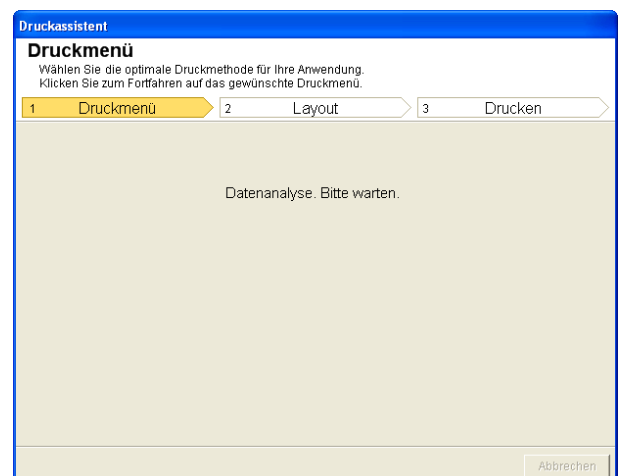 Druckassistent
Druckmenü
Wählen Sie die optimale Druckmethode für Ihre Anwendung.
Klicken Sie zum Fortfahren auf das gewünschte Druckmenü.
1 Druckmenü 2 Layout 3 Drucken
Datenanalyse. Bitte warten.
Abbrechen